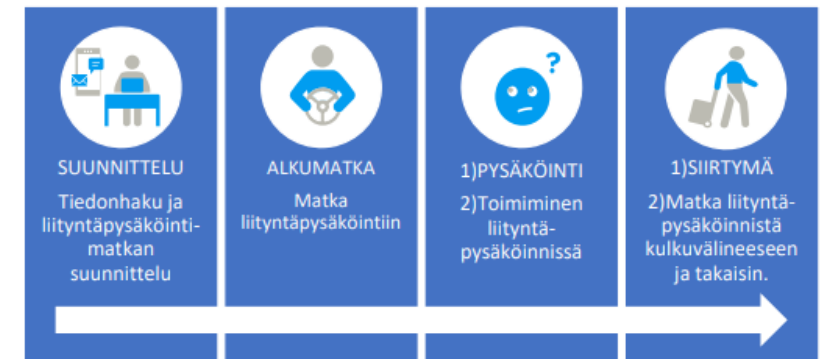 SUUNNITTELU
Tiedonhaku ja
liityntäpysäköinti-
matkan
suunnittelu
ALKUMATKA
Matka
liityntäpysäköintiin
?
1)PYSÄKÖINTI
2)Toimiminen
liityntä-
pysäköinnissä
1)SIIRTYMÄ
2)Matka liityntä-
pysäköinnistä
kulkuvälineeseen
ja takaisin.